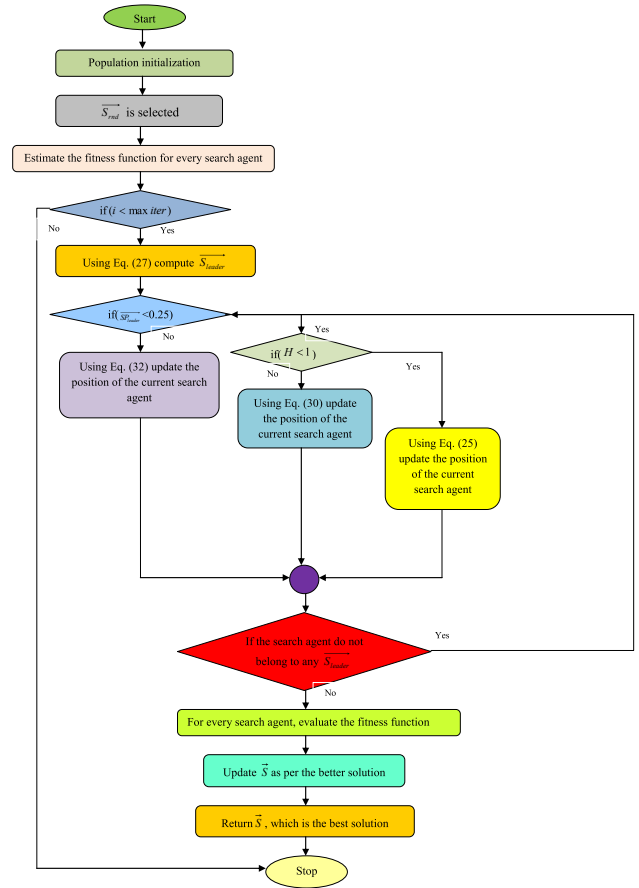 Start
Population initialization
S_rnd is selected
Estimate the fitness function for every search agent
if (i < max iter)
No
Yes
Using Eq. (27) compute S_leader
if( SP_leader <0.25)
No
Yes
if( H < 1 )
No
Yes
Using Eq. (32) update the
position of the current search
agent
Using Eq. (30) update
the position of the
current search agent
Using Eq. (25)
update the position
of the current
search agent
If the search agent do not
belong to any S_leader
Yes
No
For every search agent, evaluate the fitness function
Update S as per the better solution
Return S , which is the best solution
Stop